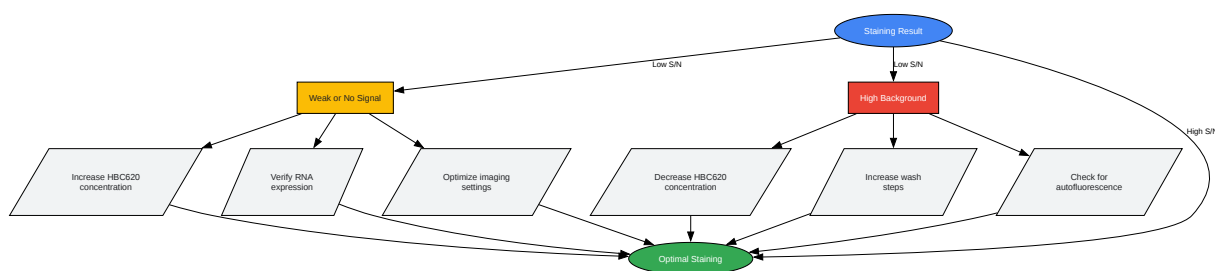 Staining Result
Low S/N
Low S/N
Weak or No Signal
High Background
High S/N
Increase HBC620
concentration
Verify RNA
expression
Optimize imaging
settings
Decrease HBC620
concentration
Increase wash
steps
Check for
autofluorescence
Optimal Staining